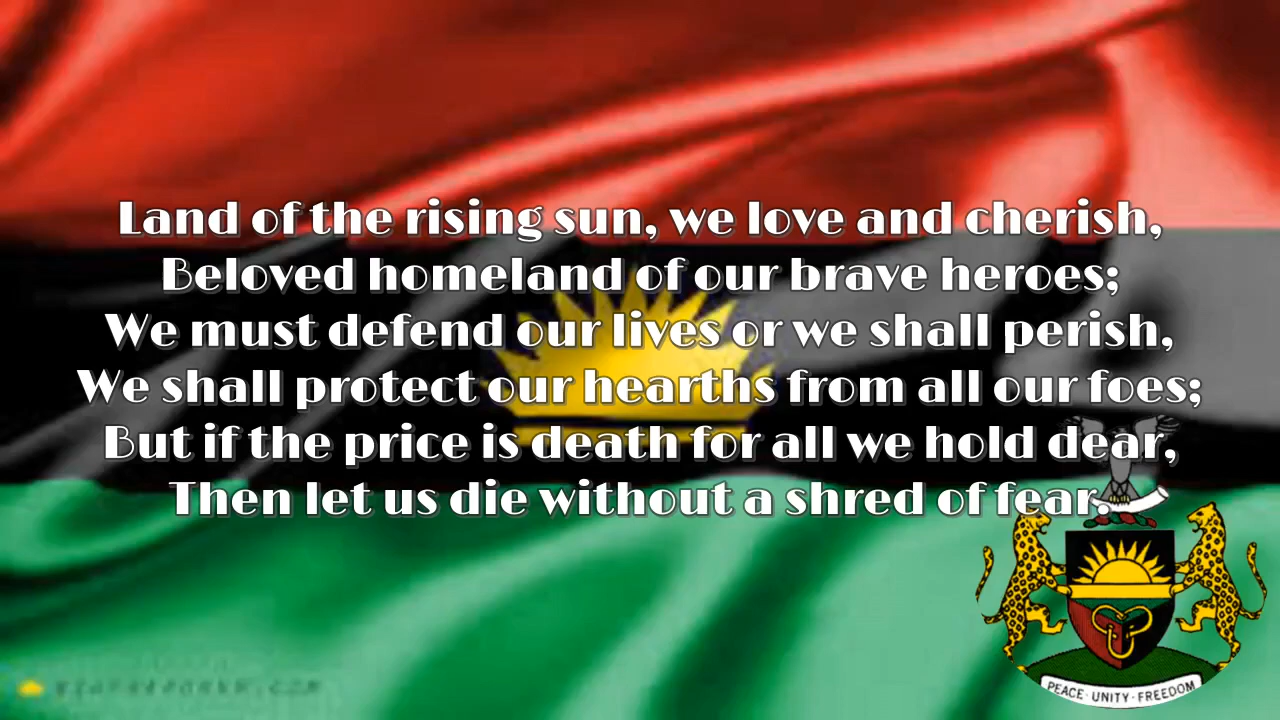 Land of the rising sun, we love and cherish,
Beloved homeland of our brave heroes;
We must defend our lives or we shall perish,
We shall protect our hearths from all our foes;
But if the price is death for all we hold dear,
Then let us die without a shred of fear.
PEACE · UNITY · FREEDOM